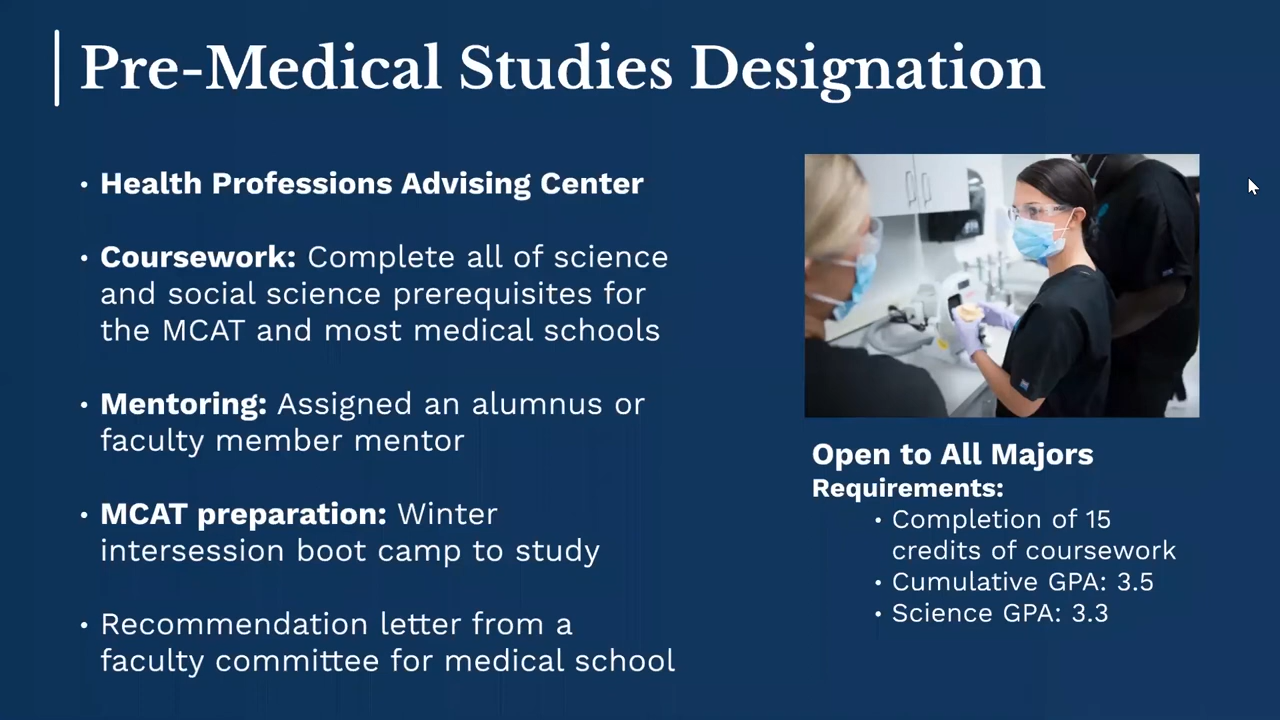 Pre-Medical Studies Designation
• Health Professions Advising Center
• Coursework: Complete all of science
and social science prerequisites for
the MCAT and most medical schools
• Mentoring: Assigned an alumnus or
faculty member mentor
• MCAT preparation: Winter
intersession boot camp to study
• Recommendation letter from a
faculty committee for medical school
Open to All Majors
Requirements:
• Completion of 15
credits of coursework
• Cumulative GPA: 3.5
• Science GPA: 3.3